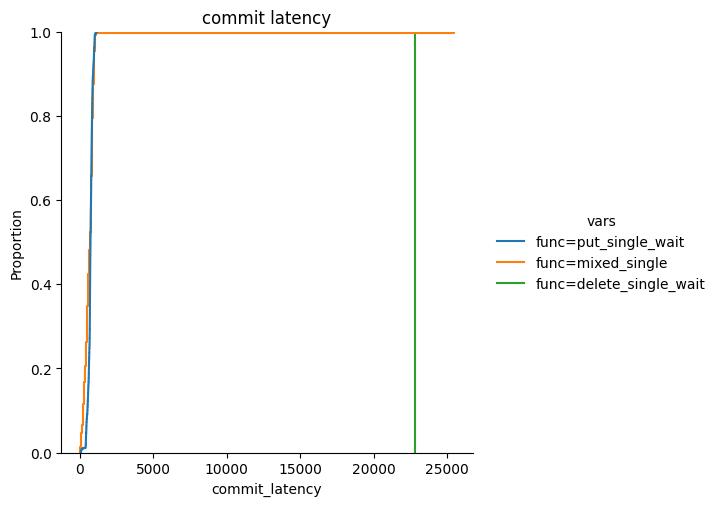 commit latency
1.0
0.8
0.6
0.4
0.2
0.0
Proportion
0
5000
10000
15000
20000
25000
commit_latency
vars
func=put_single_wait
func=mixed_single
func=delete_single_wait